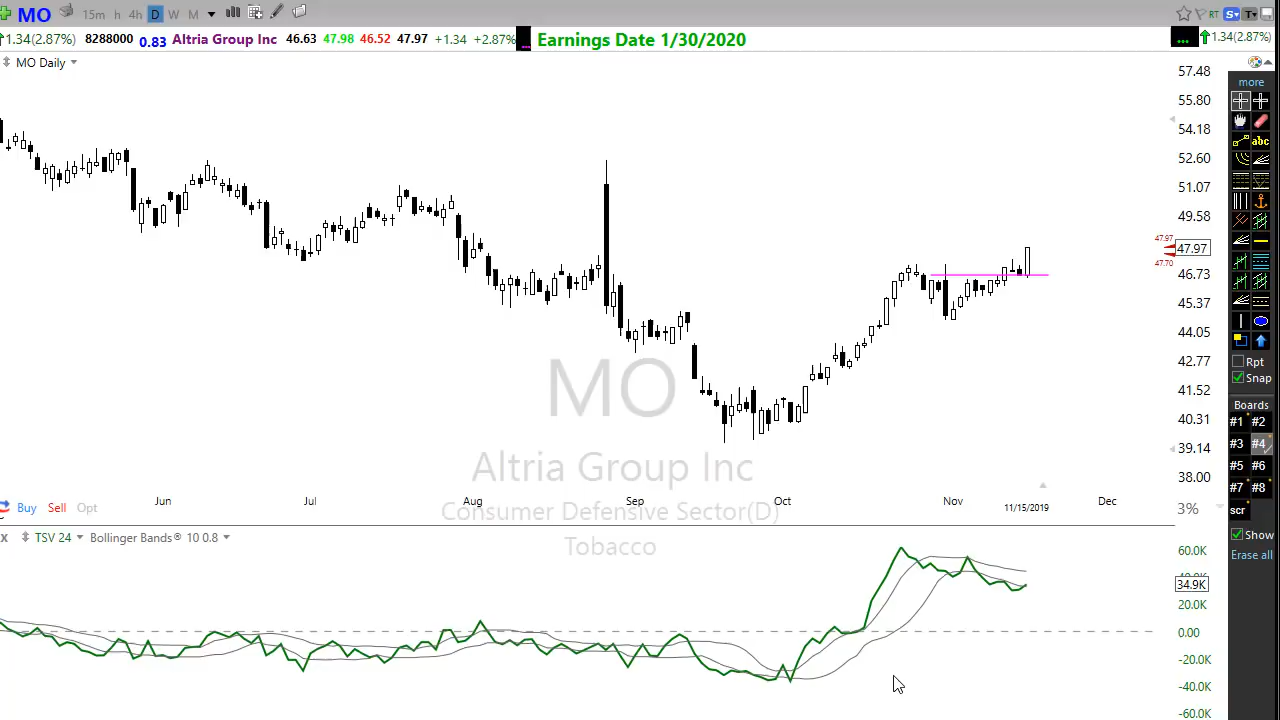 MO 15m h 4h D W M RT S T
1.34(2.87%) 8288000 0.83 Altria Group Inc 46.63 47.98 46.52 47.97 +1.34 +2.87% ... Earnings Date 1/30/2020 ... 1.34(2.87%)
MO Daily
more
abc
57.48
55.80
54.18
52.60
51.07
49.58
47.97
47.97
47.70
46.73
45.37
44.05
42.77
41.52
40.31
39.14
38.00
3%
MO
Altria Group Inc
Consumer Defensive Sector(D)
Tobacco
Jun Jul Aug Sep Oct Nov Dec
11/15/2019
Buy Sell Opt
Rpt
Snap
Boards
#1 #2
#3 #4
#5 #6
#7 #8
scr
Show
Erase all
X TSV 24 Bollinger Bands® 10 0.8
60.0K
34.9K
20.0K
0.00
-20.0K
-40.0K
-60.0K